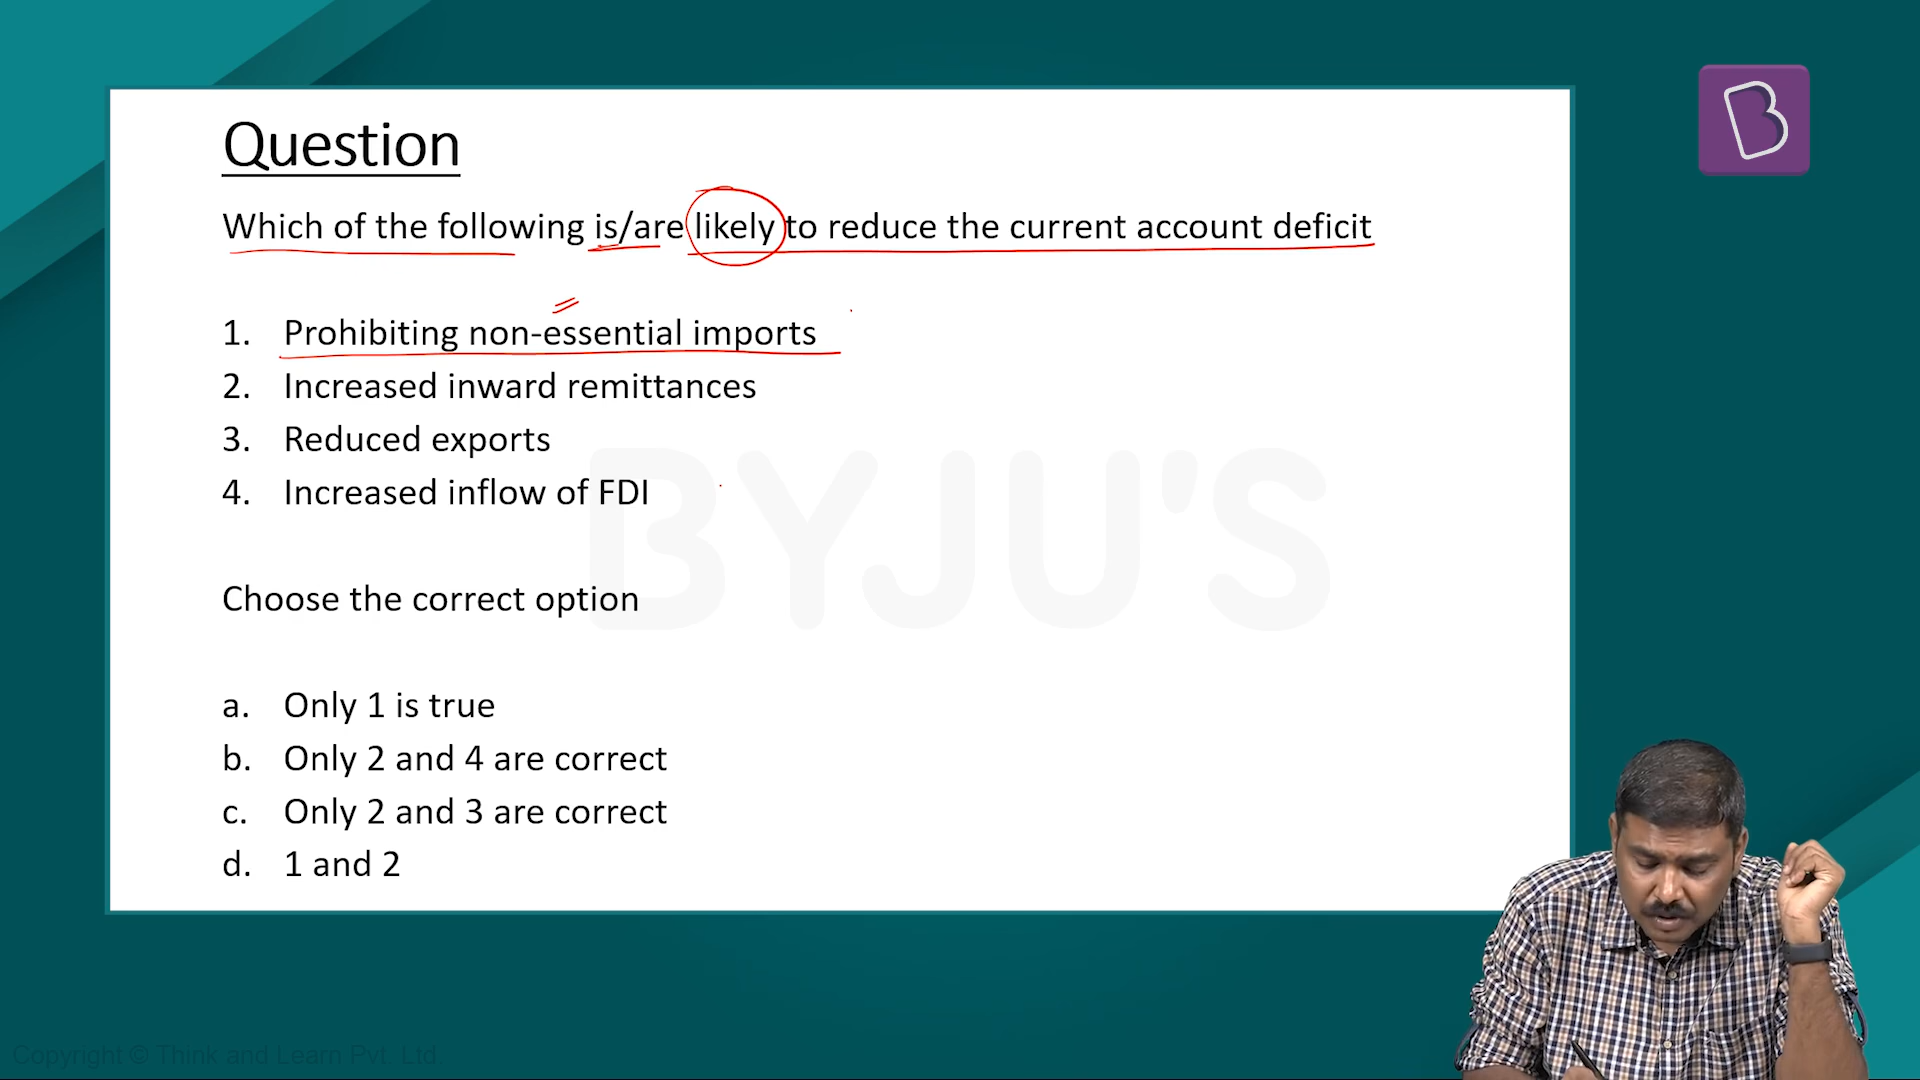 Question
Which of the following is/are likely to reduce the current account deficit
1. Prohibiting non-essential imports
2. Increased inward remittances
3. Reduced exports
4. Increased inflow of FDI
BYJU'S
Choose the correct option
a. Only 1 is true
b. Only 2 and 4 are correct
c. Only 2 and 3 are correct
d. 1 and 2
Copyright © Think and Learn Pvt. Ltd.